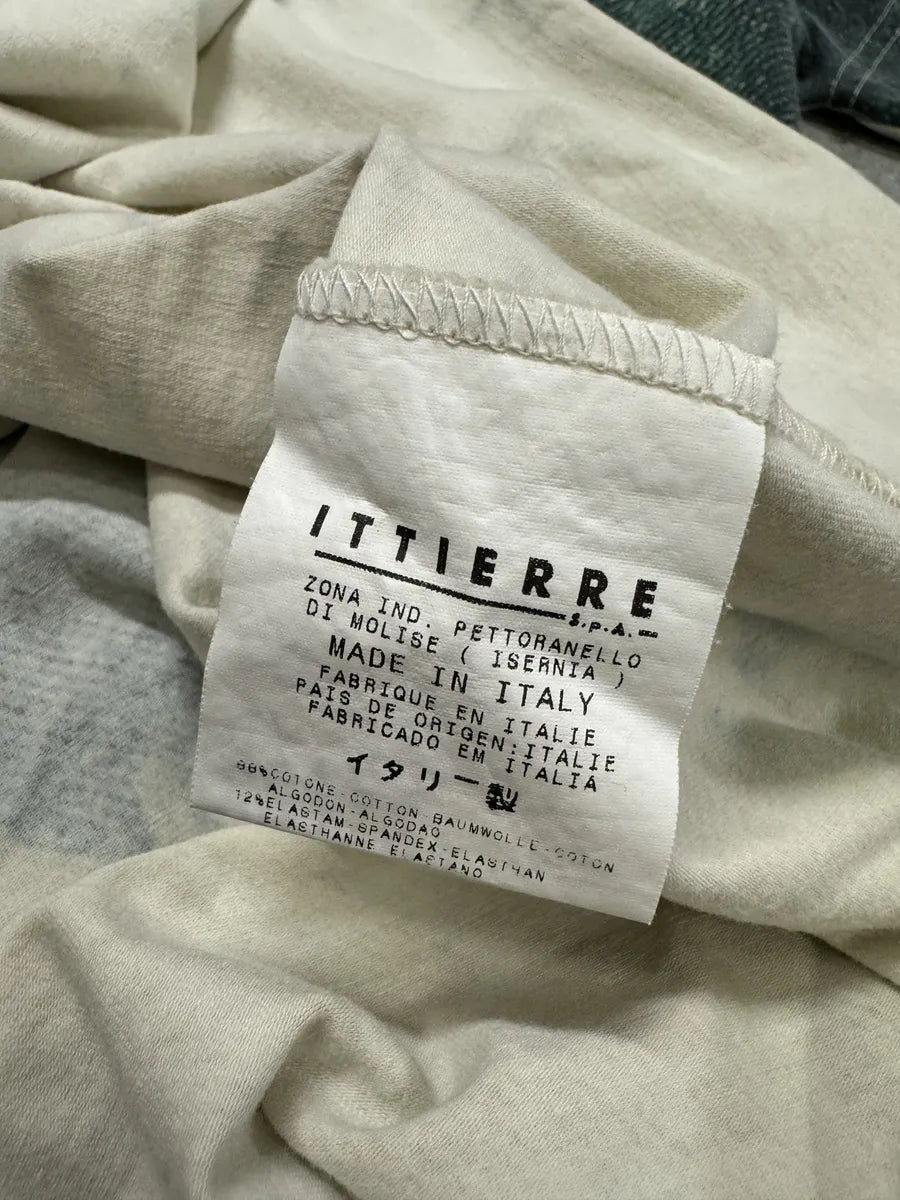 ITTIERRE
S.P.A.
ZONA IND. PETTORANELLO
DI MOLISE ( ISERNIA )
MADE IN ITALY
FABRIQUE EN ITALIE
PAIS DE ORIGEN:ITALIE
FABRICADO EM ITALIA
イタリー製
88%COTONE-COTTON-BAUMWOLLE-COTON
ALGODON-ALGODAO
12%ELASTAM-SPANDEX-ELASTHAN
ELASTHANNE ELASTANO